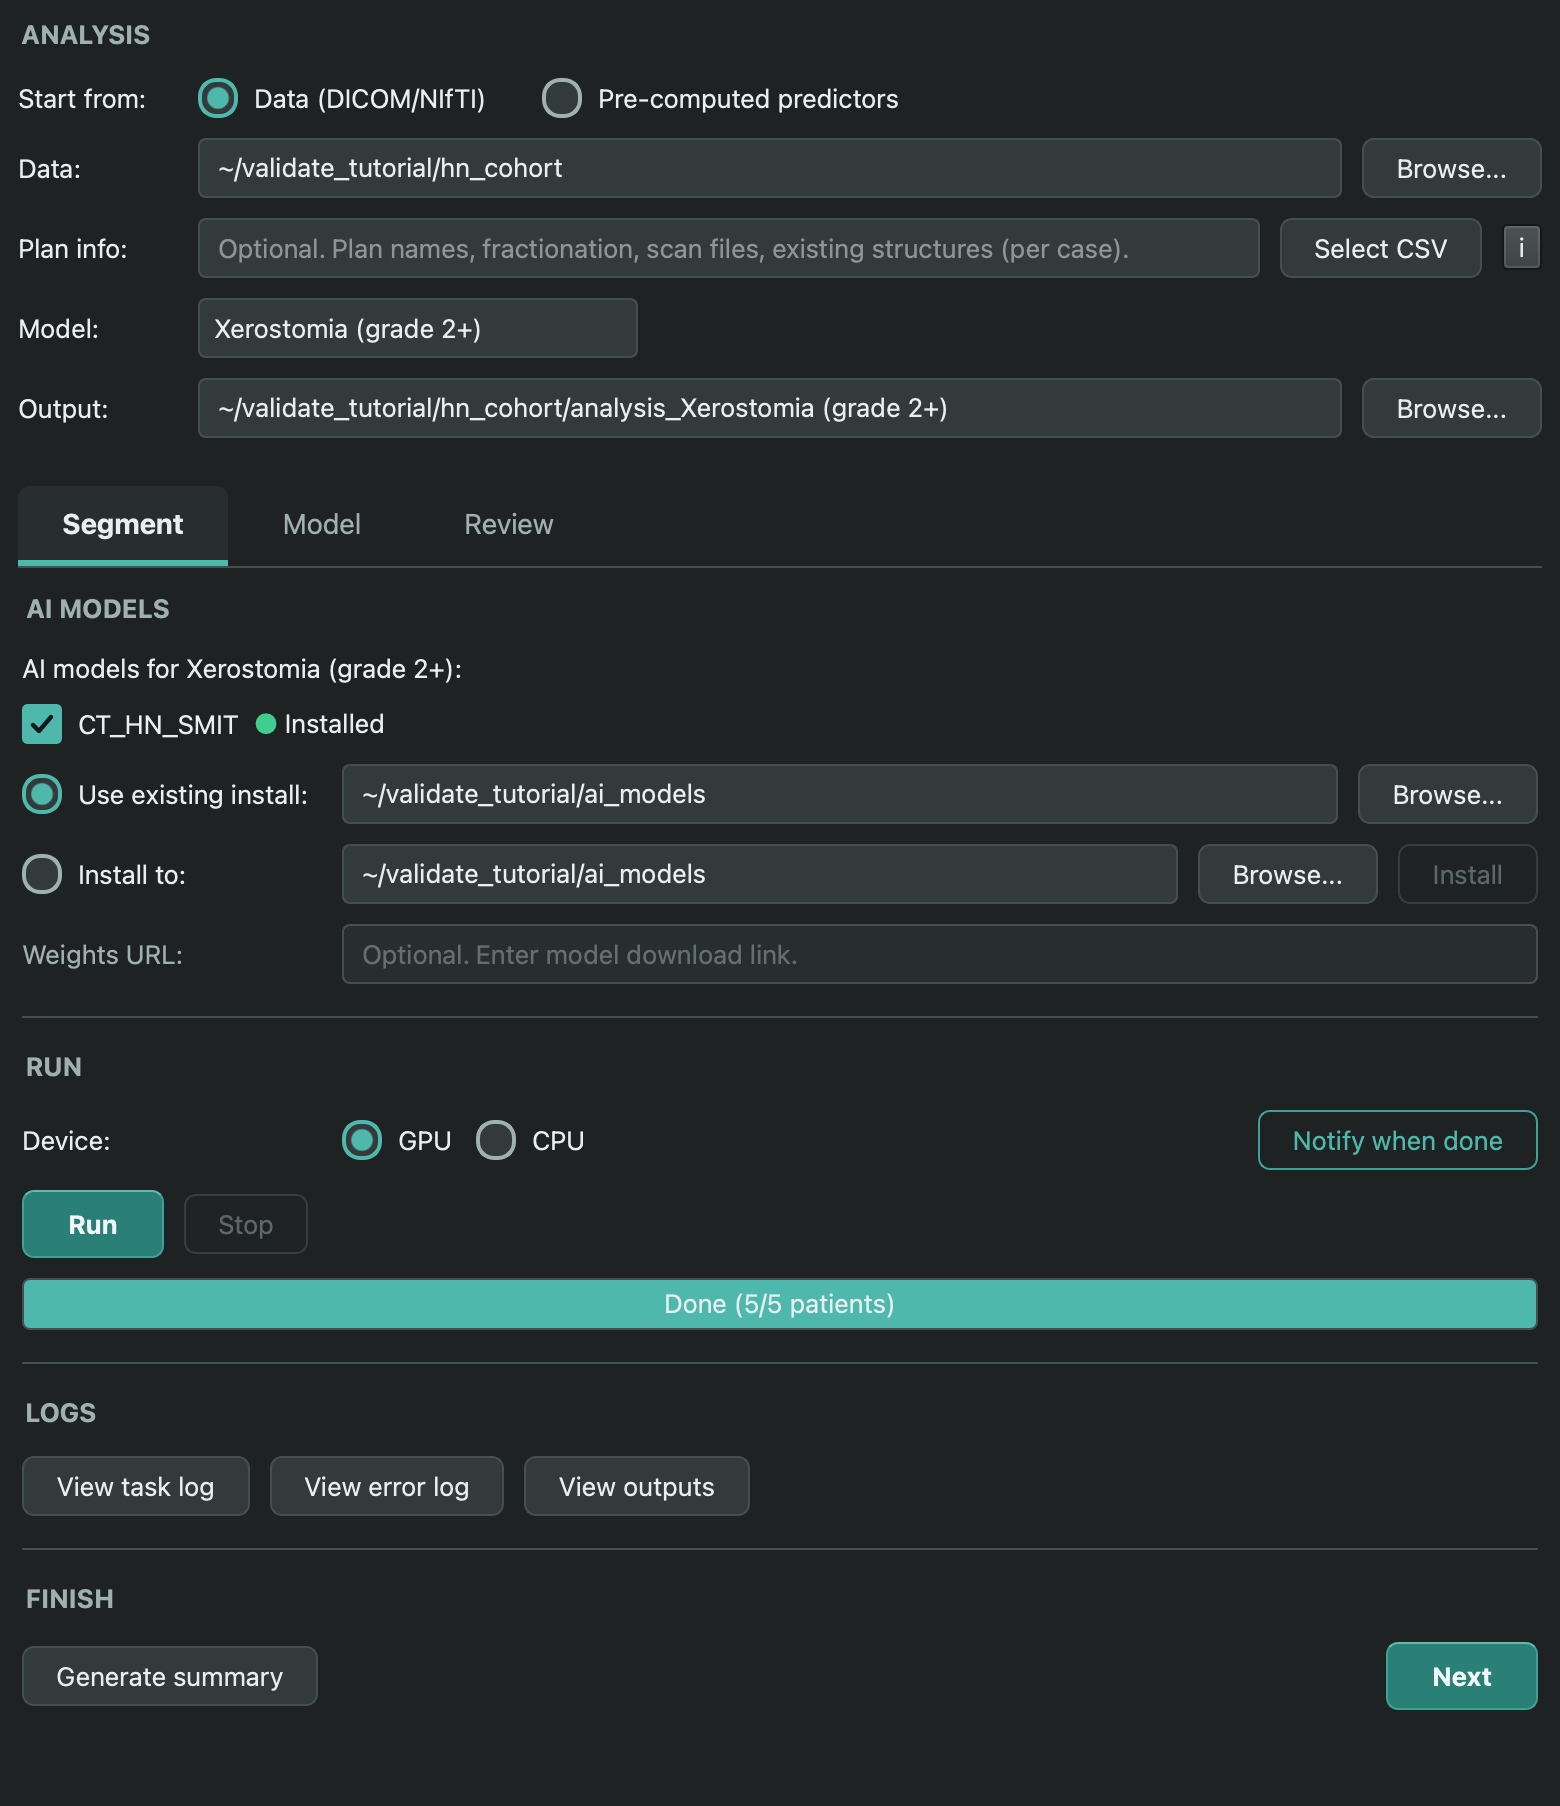 ANALYSIS
Start from: Data (DICOM/NIfTI) Pre-computed predictors
Data: ~/validate_tutorial/hn_cohort Browse...
Plan info: Optional. Plan names, fractionation, scan files, existing structures (per case). Select CSV i
Model: Xerostomia (grade 2+)
Output: ~/validate_tutorial/hn_cohort/analysis_Xerostomia (grade 2+) Browse...
Segment Model Review
AI MODELS
AI models for Xerostomia (grade 2+):
CT_HN_SMIT Installed
Use existing install: ~/validate_tutorial/ai_models Browse...
Install to: ~/validate_tutorial/ai_models Browse... Install
Weights URL: Optional. Enter model download link.
RUN
Device: GPU CPU Notify when done
Run Stop
Done (5/5 patients)
LOGS
View task log View error log View outputs
FINISH
Generate summary Next